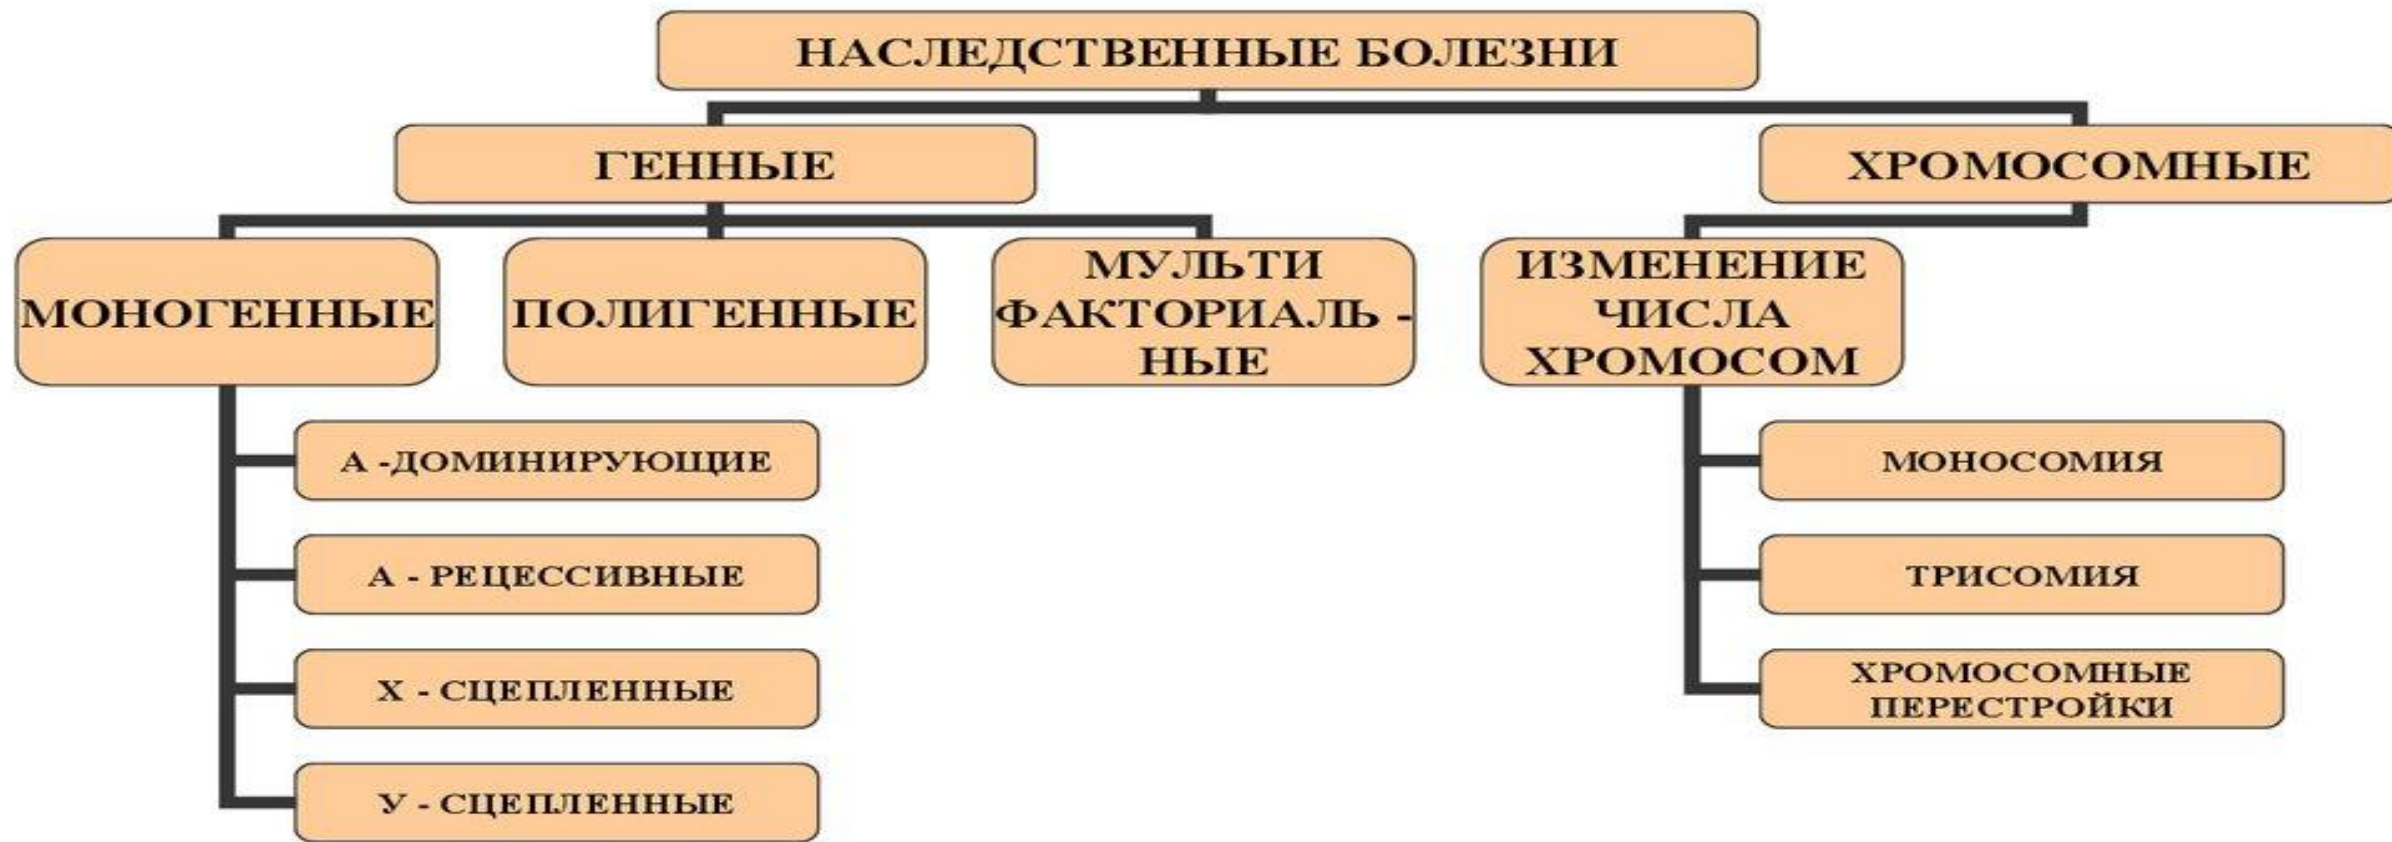 НАСЛЕДСТВЕННЫЕ БОЛЕЗНИ
ГЕННЫЕ
ХРОМОСОМНЫЕ
МОНОГЕННЫЕ
ПОЛИГЕННЫЕ
МУЛЬТИ
ФАКТОРИАЛЬ -
НЫЕ
ИЗМЕНЕНИЕ
ЧИСЛА
ХРОМОСОМ
А -ДОМИНИРУЮЩИЕ
А - РЕЦЕССИВНЫЕ
Х - СЦЕПЛЕННЫЕ
У - СЦЕПЛЕННЫЕ
МОНОСОМИЯ
ТРИСОМИЯ
ХРОМОСОМНЫЕ
ПЕРЕСТРОЙКИ